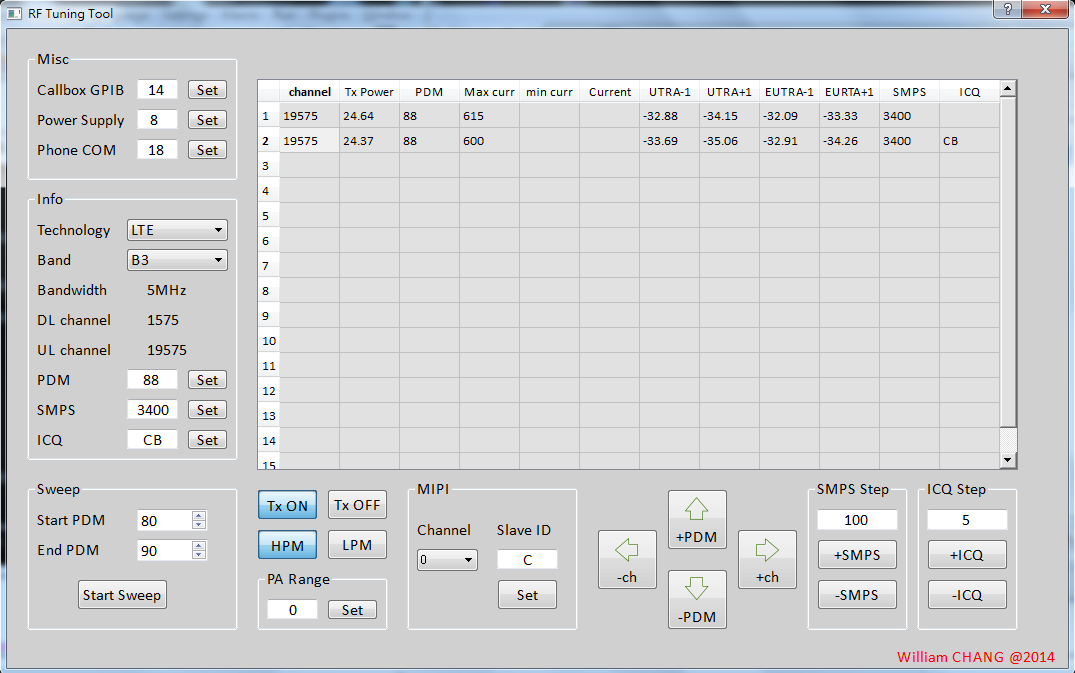 RF Tuning Tool
Misc
Callbox GPIB 14 Set
Power Supply 8 Set
Phone COM 18 Set
Info
Technology LTE
Band B3
Bandwidth 5MHz
DL channel 1575
UL channel 19575
PDM 88 Set
SMPS 3400 Set
ICQ CB Set
channel Tx Power PDM Max curr min curr Current UTRA-1 UTRA+1 EUTRA-1 EURTA+1 SMPS ICQ
1 19575 24.64 88 615 -32.88 -34.15 -32.09 -33.33 3400
2 19575 24.37 88 600 -33.69 -35.06 -32.91 -34.26 3400 CB
3
4
5
6
7
8
9
10
11
12
13
14
15
Sweep
Start PDM 80
End PDM 90
Start Sweep
Tx ON Tx OFF
HPM LPM
PA Range
0 Set
MIPI
Channel Slave ID
0 C
Set
+PDM
-ch +ch
-PDM
SMPS Step
100
+SMPS
-SMPS
ICQ Step
5
+ICQ
-ICQ
William CHANG @2014